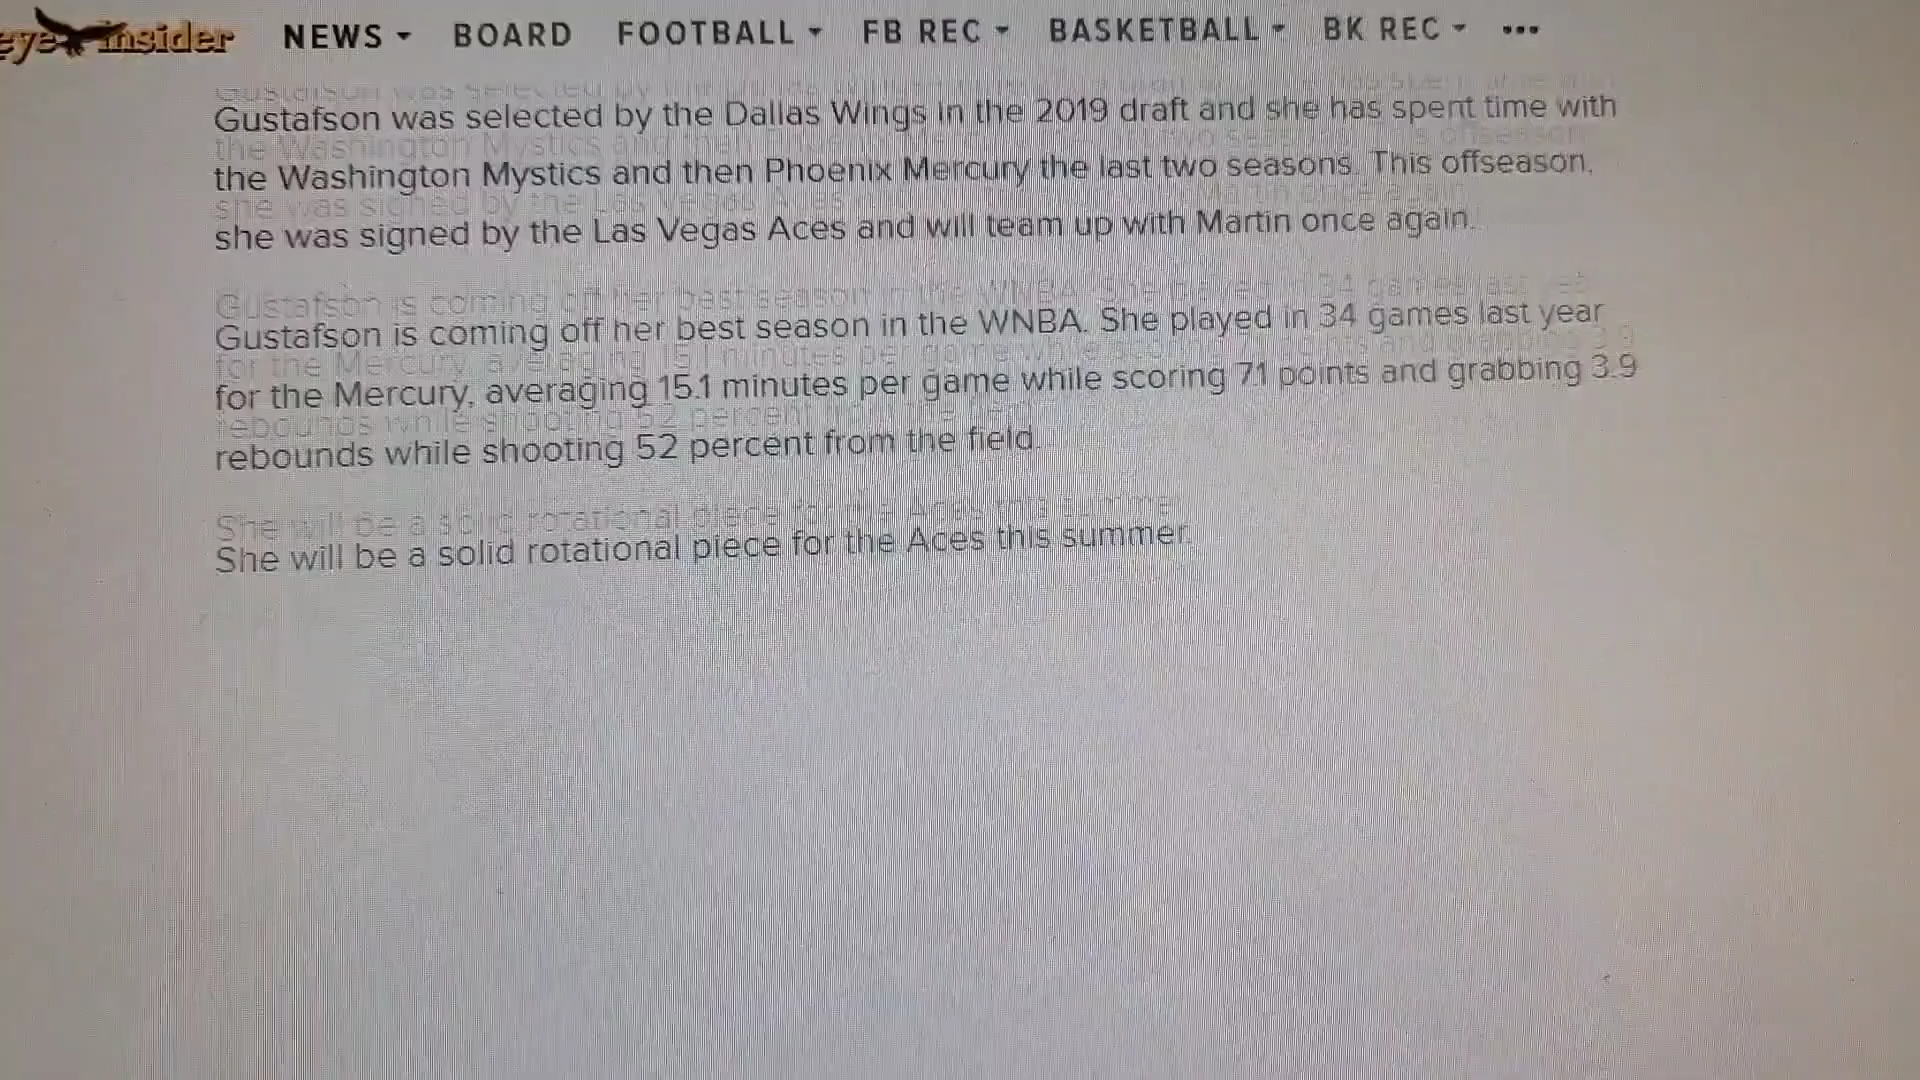 eye insider NEWS BOARD FOOTBALL FB REC BASKETBALL BK REC •••
Gustafson was selected by the Dallas Wings in the 2019 draft and she has spent time with
the Washington Mystics and then Phoenix Mercury the last two seasons. This offseason,
she was signed by the Las Vegas Aces and will team up with Martin once again.
Gustafson is coming off her best season in the WNBA. She played in 34 games last year
for the Mercury, averaging 15.1 minutes per game while scoring 7.1 points and grabbing 3.9
rebounds while shooting 52 percent from the field.
She will be a solid rotational piece for the Aces this summer.